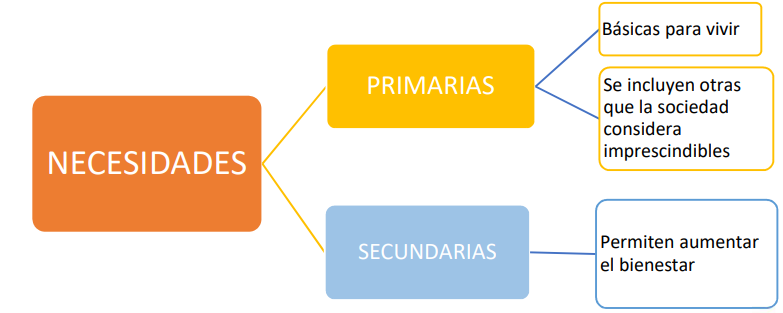 NECESIDADES
PRIMARIAS
Básicas para vivir
Se incluyen otras
que la sociedad
considera
imprescindibles
SECUNDARIAS
Permiten aumentar
el bienestar